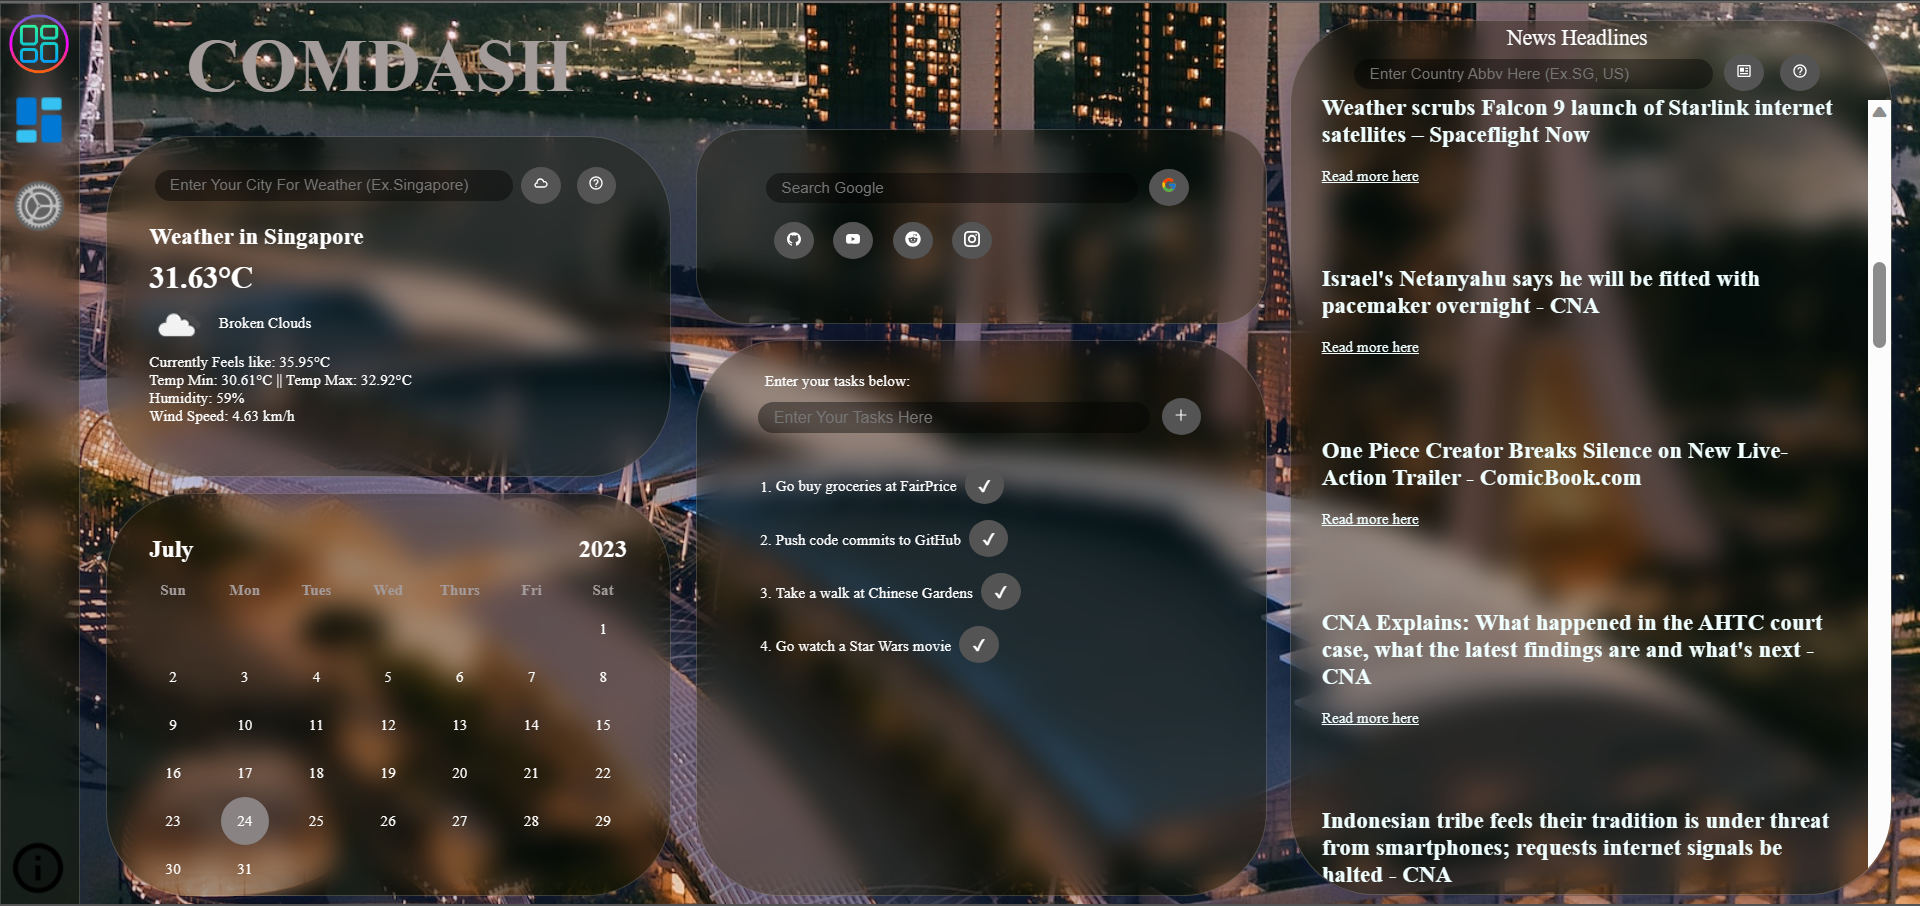 COMDASH
Enter Your City For Weather (Ex.Singapore)
Weather in Singapore
31.63°C
Broken Clouds
Currently Feels like: 35.95°C
Temp Min: 30.61°C || Temp Max: 32.92°C
Humidity: 59%
Wind Speed: 4.63 km/h
July 2023
Sun Mon Tues Wed Thurs Fri Sat
1
2 3 4 5 6 7 8
9 10 11 12 13 14 15
16 17 18 19 20 21 22
23 24 25 26 27 28 29
30 31
Search Google
Enter your tasks below:
Enter Your Tasks Here
1. Go buy groceries at FairPrice
2. Push code commits to GitHub
3. Take a walk at Chinese Gardens
4. Go watch a Star Wars movie
News Headlines
Enter Country Abbv Here (Ex.SG, US)
Weather scrubs Falcon 9 launch of Starlink internet
satellites – Spaceflight Now
Read more here
Israel's Netanyahu says he will be fitted with
pacemaker overnight - CNA
Read more here
One Piece Creator Breaks Silence on New Live-
Action Trailer - ComicBook.com
Read more here
CNA Explains: What happened in the AHTC court
case, what the latest findings are and what's next -
CNA
Read more here
Indonesian tribe feels their tradition is under threat
from smartphones; requests internet signals be
halted - CNA